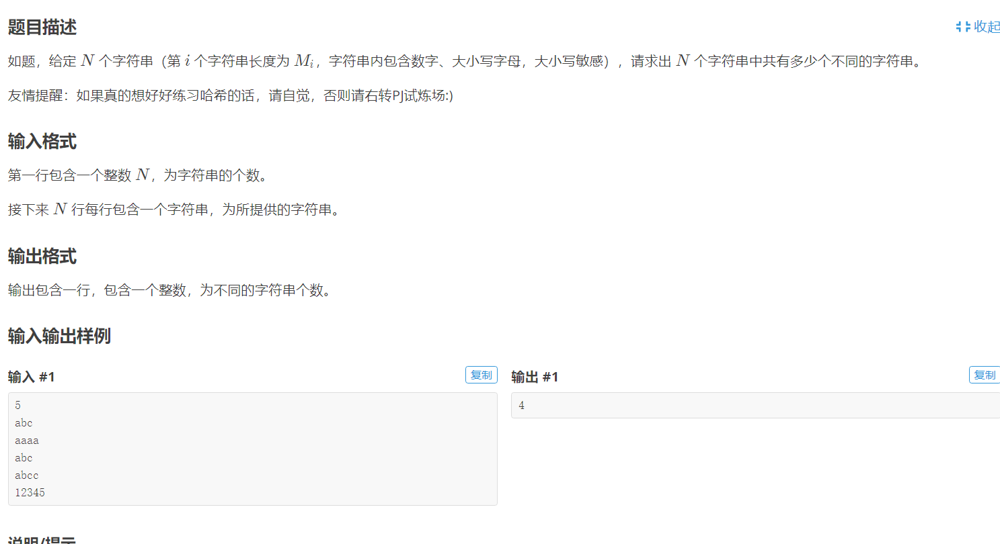 题目描述
收起
如题，给定 N 个字符串（第 i 个字符串长度为 Mi，字符串内包含数字、大小写字母，大小写敏感），请求出 N 个字符串中共有多少个不同的字符串。
友情提醒：如果真的想好好练习哈希的话，请自觉，否则请右转PJ试炼场:)
输入格式
第一行包含一个整数 N，为字符串的个数。
接下来 N 行每行包含一个字符串，为所提供的字符串。
输出格式
输出包含一行，包含一个整数，为不同的字符串个数。
输入输出样例
输入 #1
复制
5
abc
aaaa
abc
abcc
12345
输出 #1
复制
4
说明/提示